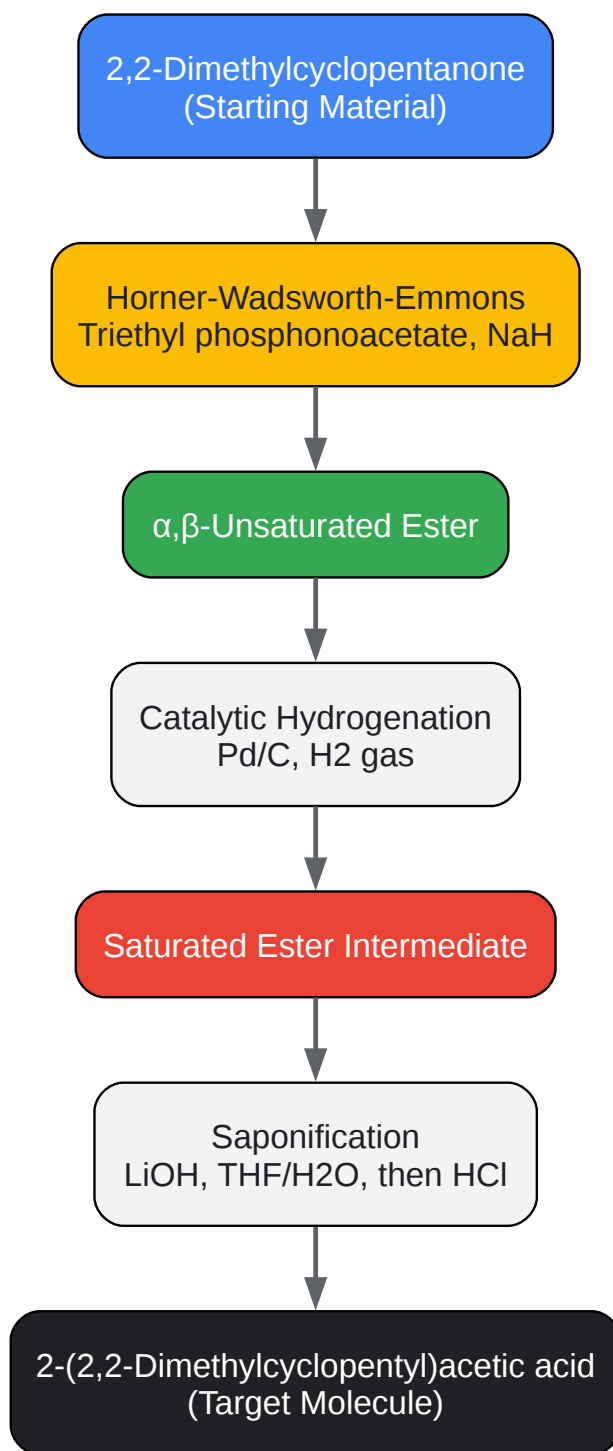 2,2-Dimethylcyclopentanone
(Starting Material)
Horner-Wadsworth-Emmons
Triethyl phosphonoacetate, NaH
α,β-Unsaturated Ester
Catalytic Hydrogenation
Pd/C, H2 gas
Saturated Ester Intermediate
Saponification
LiOH, THF/H2O, then HCl
2-(2,2-Dimethylcyclopentyl)acetic acid
(Target Molecule)